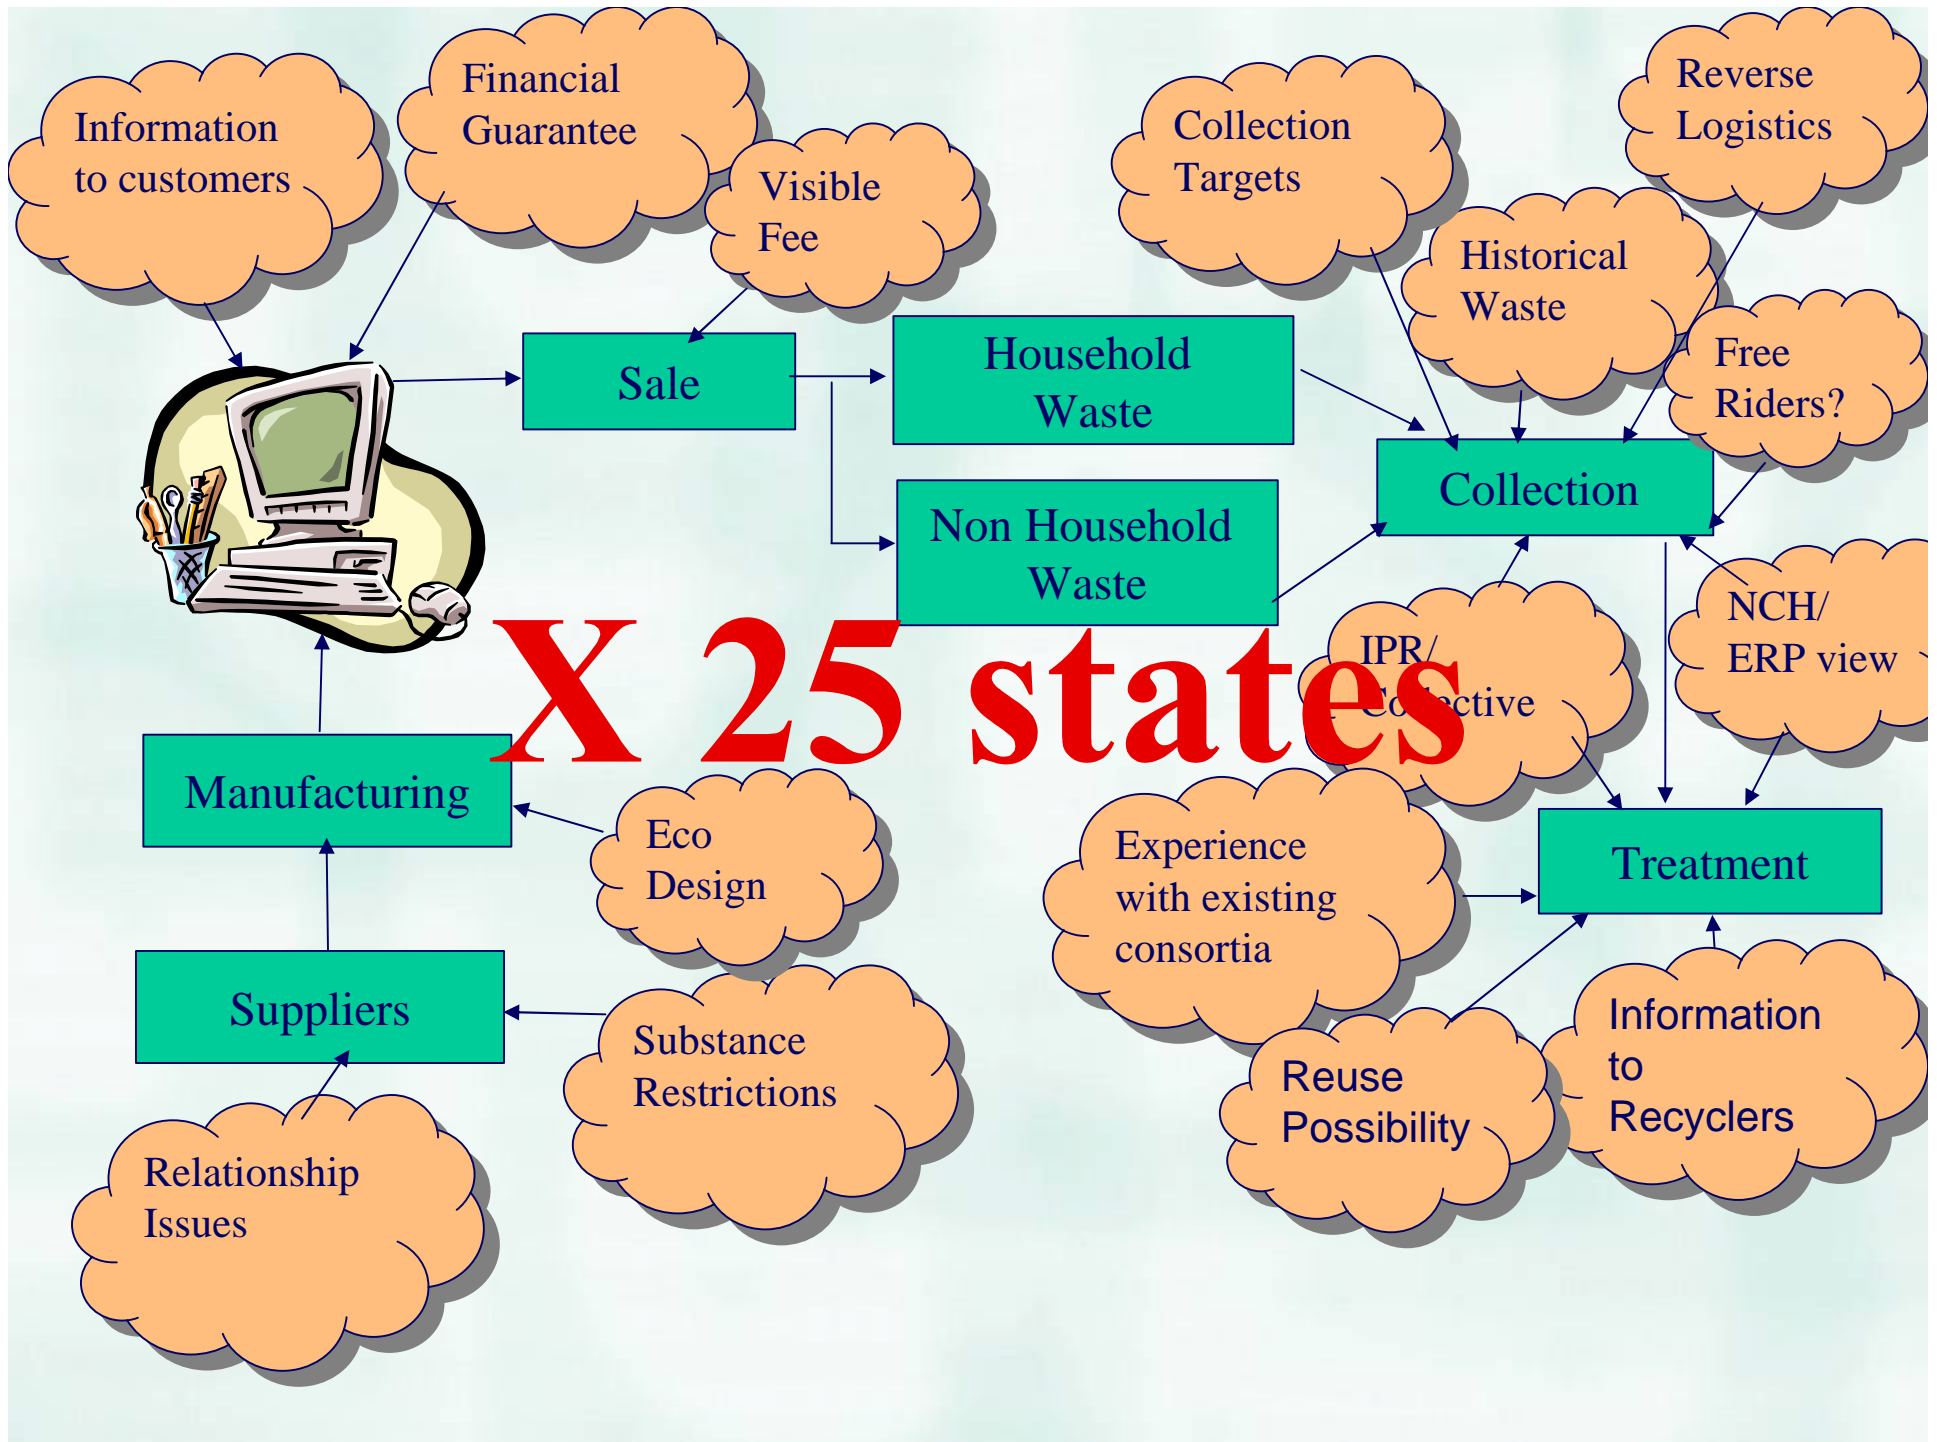 Information
to customers
Financial
Guarantee
Visible
Fee
Collection
Targets
Reverse
Logistics
Historical
Waste
Free
Riders?
Sale
Household
Waste
Non Household
Waste
Collection
NCH/
ERP view
IPR/
Collective
X 25 states
Manufacturing
Eco
Design
Experience
with existing
consortia
Treatment
Suppliers
Substance
Restrictions
Reuse
Possibility
Information
to
Recyclers
Relationship
Issues